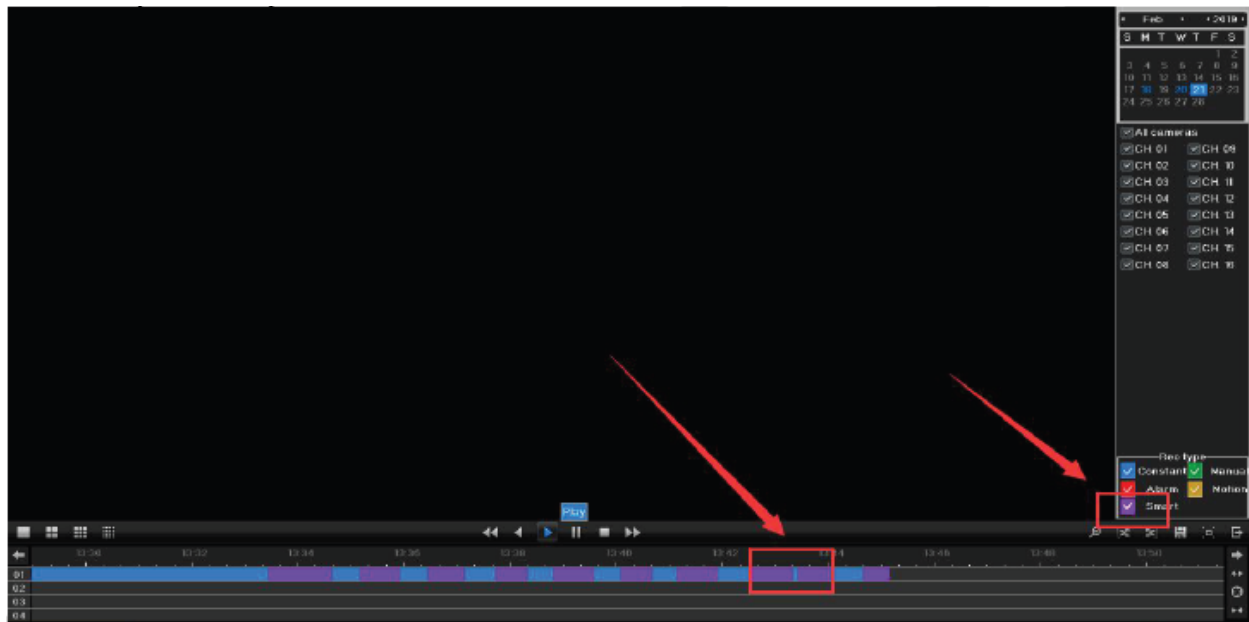 Feb 2019
S M T W T F S
1 2
3 4 5 6 7 8 9
10 11 12 13 14 15 16
17 18 19 20 21 22 23
24 25 26 27 28
All cameras
CH 01 CH 09
CH 02 CH 10
CH 03 CH 11
CH 04 CH 12
CH 05 CH 13
CH 06 CH 14
CH 07 CH 15
CH 08 CH 16
Rec type
Constant Manual
Alarm Motion
Smart
Play
13:30 13:32 13:34 13:36 13:38 13:40 13:42 13:44 13:46 13:48 13:50
01
02
03
04